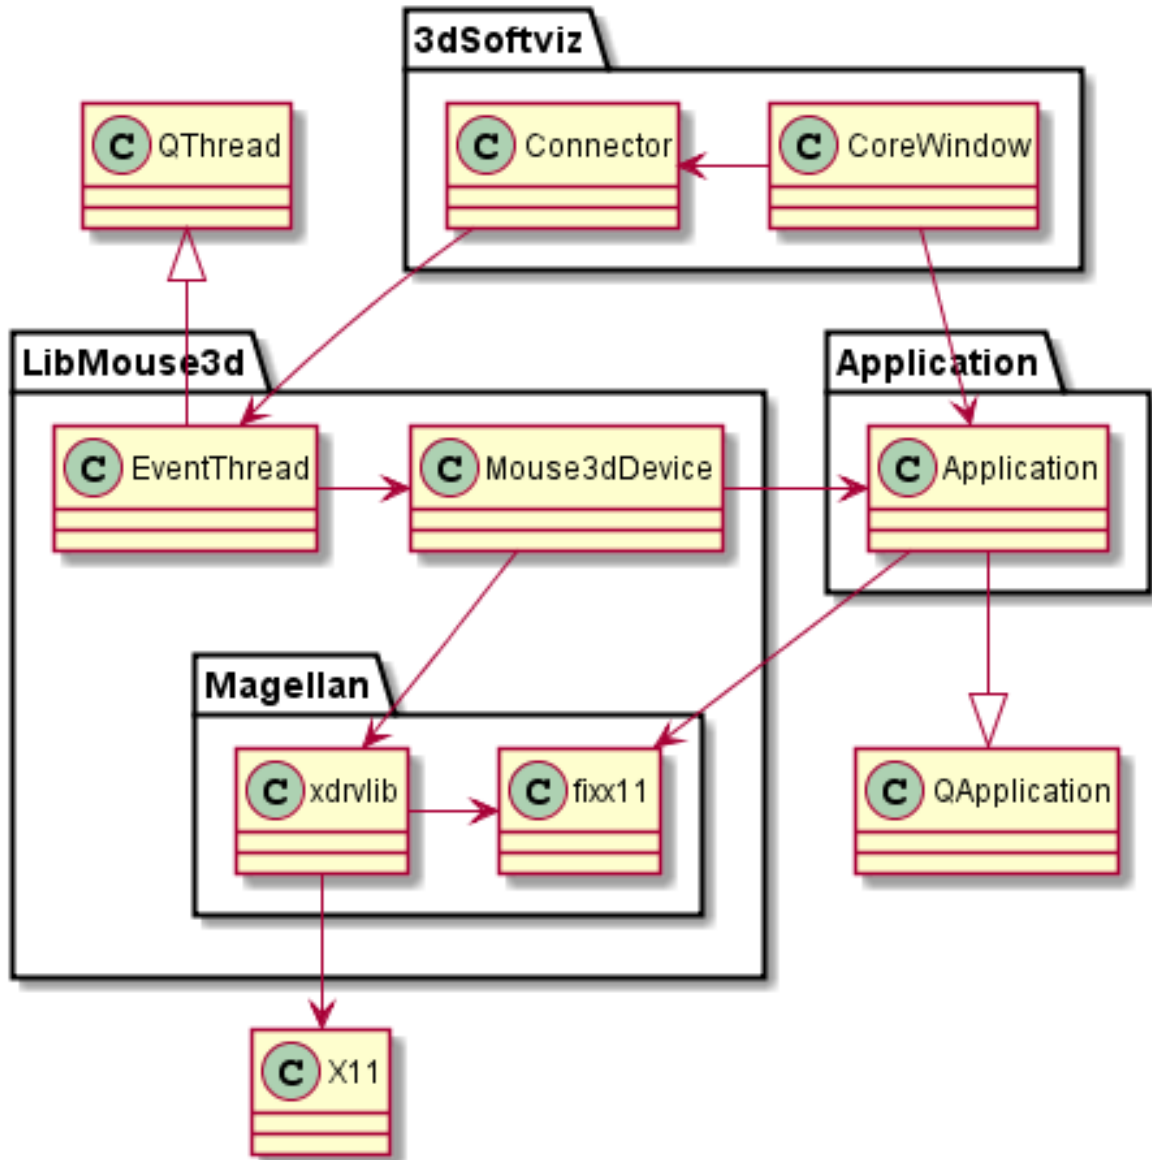 3dSoftviz
C QThread
C Connector
C CoreWindow
LibMouse3d
Application
C EventThread
C Mouse3dDevice
C Application
Magellan
C xdrvlib
C fixx11
C QApplication
C X11